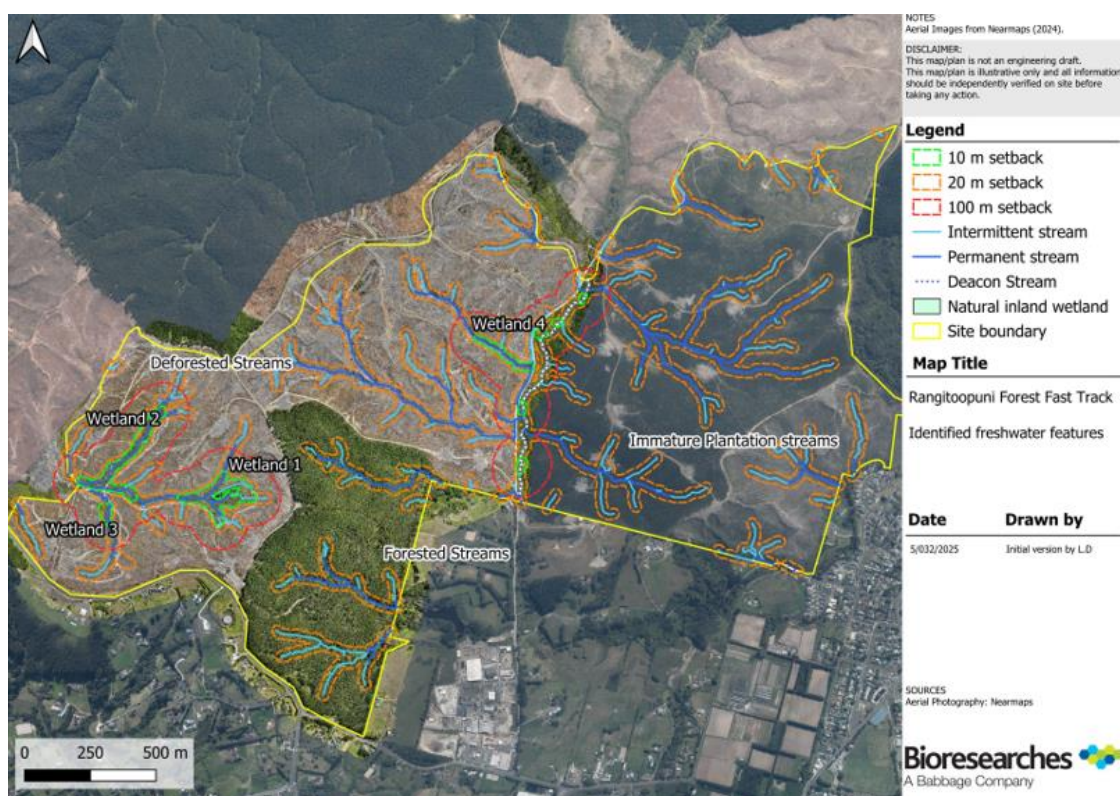 NOTES
Aerial Images from Nearmaps (2024).
DISCLAIMER:
This map/plan is not an engineering draft.
This map/plan is illustrative only and all information
should be independently verified on site before
taking any action.
Legend
10 m setback
20 m setback
100 m setback
Intermittent stream
Permanent stream
Deacon Stream
Natural inland wetland
Site boundary
Map Title
Rangitoopuni Forest Fast Track
Identified freshwater features
Date Drawn by
5/032/2025 Initial version by L.D
SOURCES
Aerial Photography: Nearmaps
Bioresearches
A Babbage Company
Wetland 4
Deforested Streams
Wetland 2
Immature Plantation streams
Wetland 1
Wetland 3
Forested Streams
0 250 500 m